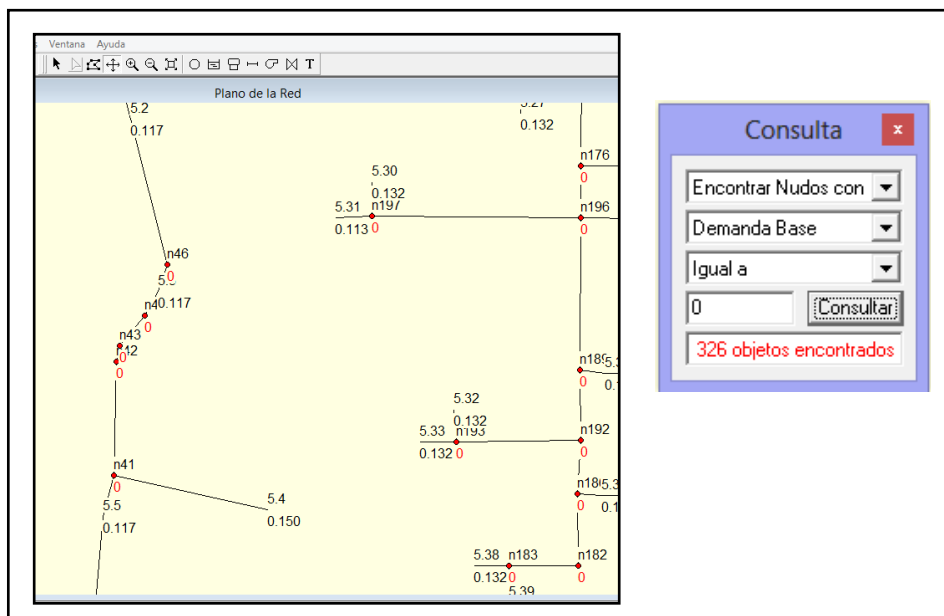 Ventana Ayuda
T
Plano de la Red
5.2
0.117
n46
0
0.117
0
n43
0
0
n41
0
5.5
0.117
5.4
0.150
5.30
0.132
5.31
n197
0.113
0
0.132
n176
0
n196
0
n189
0
5.32
0.132
5.33
n193
0.132
0
n192
0
0
5.38
n183
n182
0.132
0
0
5.39
Consulta
x
Encontrar Nudos con
Demanda Base
Igual a
0
Consultar
326 objetos encontrados